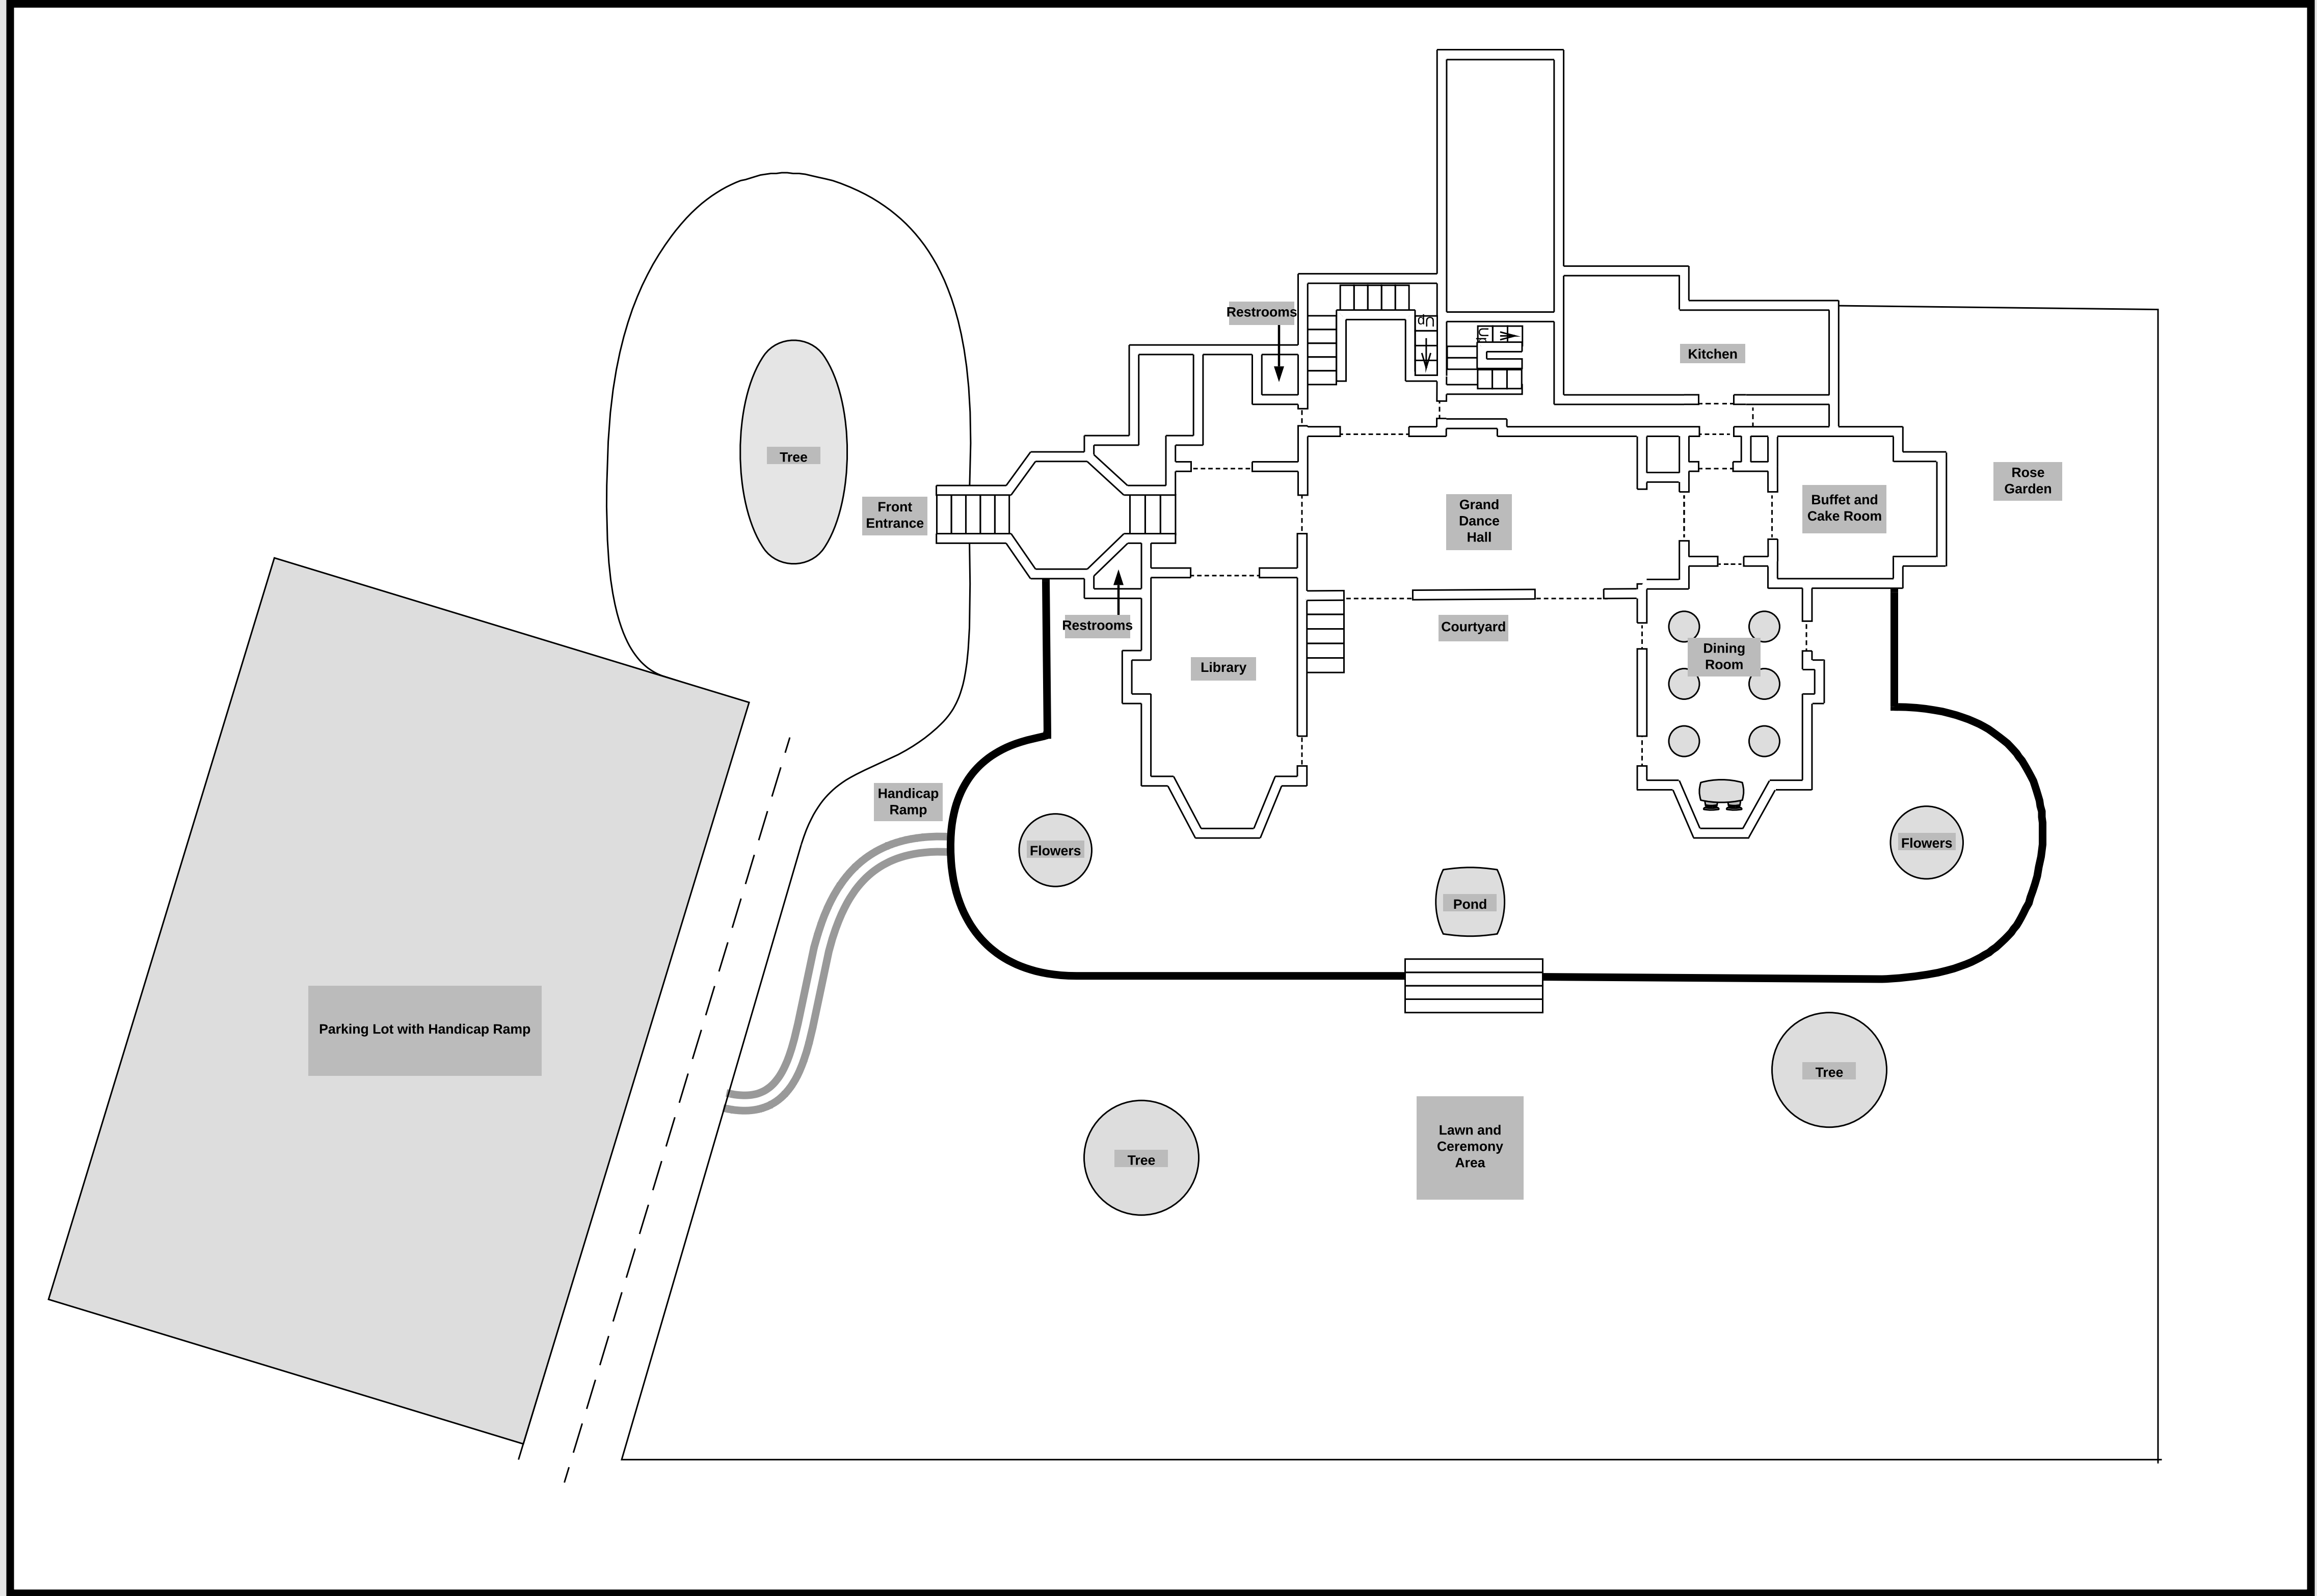 Restrooms
Up
Kitchen
Tree
Rose
Garden
Front
Entrance
Grand
Dance
Hall
Buffet and
Cake Room
Restrooms
Courtyard
Library
Dining
Room
Handicap
Ramp
Flowers
Flowers
Pond
Parking Lot with Handicap Ramp
Tree
Lawn and
Ceremony
Area
Tree